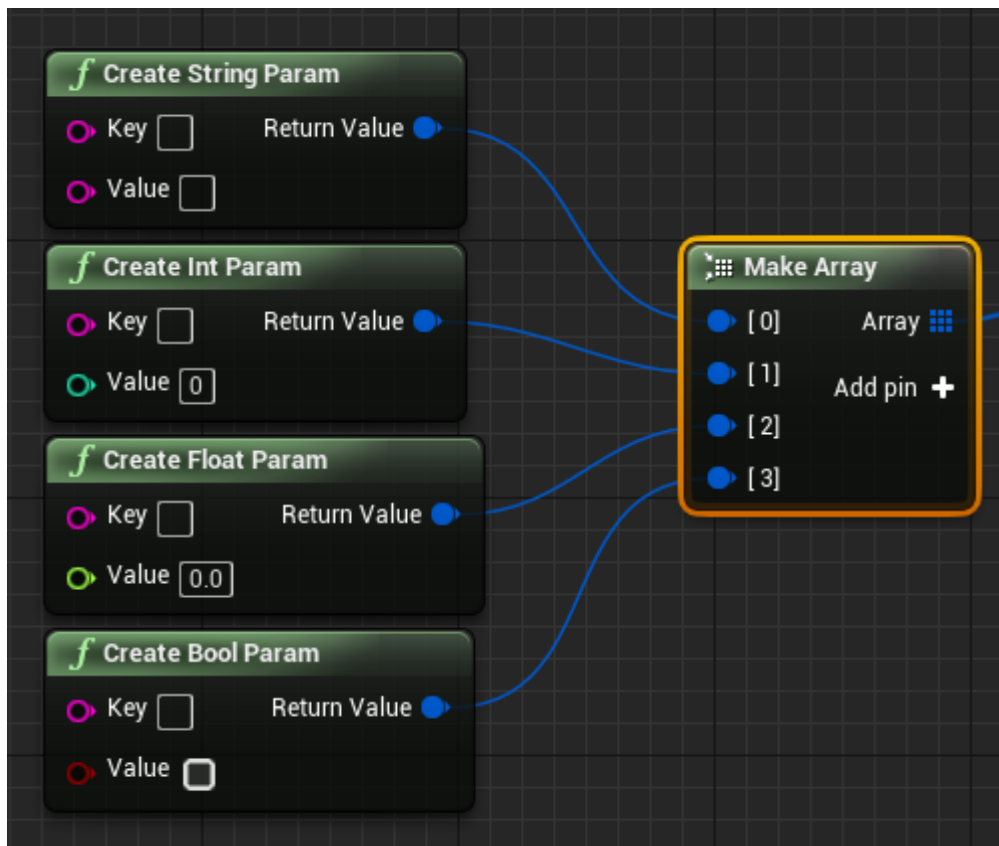 f Create String Param
Key Return Value
Value
f Create Int Param
Key Return Value
Value 0
f Create Float Param
Key Return Value
Value 0.0
f Create Bool Param
Key Return Value
Value
Make Array
[ 0] Array
[ 1] Add pin +
[ 2]
[ 3]